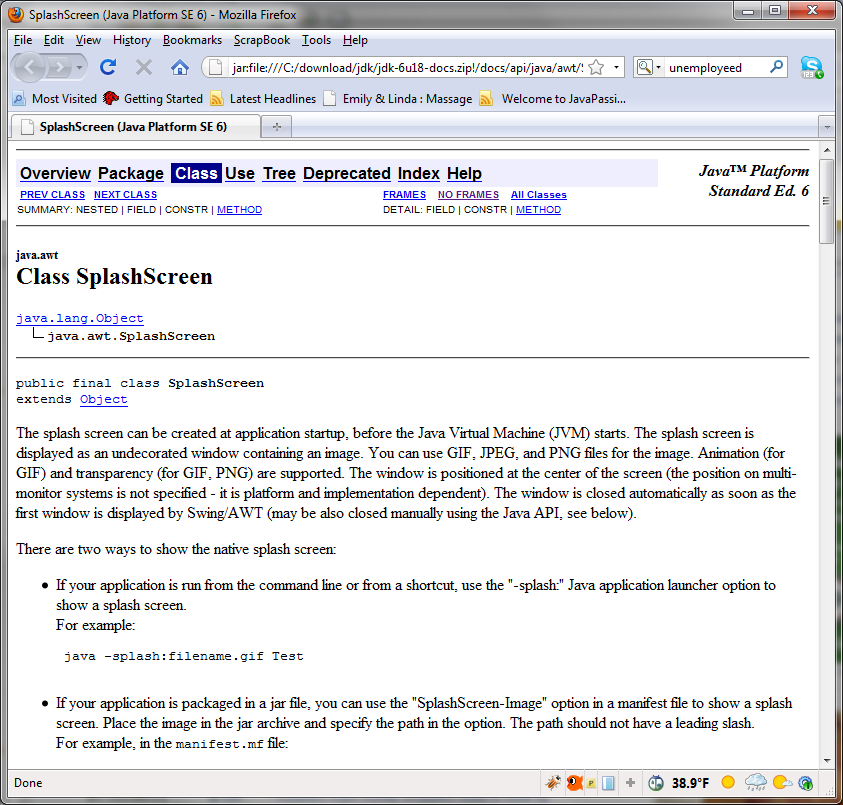 SplashScreen (Java Platform SE 6) - Mozilla Firefox
File Edit View History Bookmarks ScrapBook Tools Help
jar:file:///C:/download/jdk/jdk-6u18-docs.zip!/docs/api/java/awt/S unemployeed
Most Visited Getting Started Latest Headlines Emily & Linda : Massage Welcome to JavaPassi...
SplashScreen (Java Platform SE 6)
Overview Package Class Use Tree Deprecated Index Help
Java™ Platform
Standard Ed. 6
PREV CLASS NEXT CLASS FRAMES NO FRAMES All Classes
SUMMARY: NESTED | FIELD | CONSTR | METHOD DETAIL: FIELD | CONSTR | METHOD
java.awt
Class SplashScreen
java.lang.Object
java.awt.SplashScreen
public final class SplashScreen
extends Object
The splash screen can be created at application startup, before the Java Virtual Machine (JVM) starts. The splash screen is
displayed as an undecorated window containing an image. You can use GIF, JPEG, and PNG files for the image. Animation (for
GIF) and transparency (for GIF, PNG) are supported. The window is positioned at the center of the screen (the position on multi-
monitor systems is not specified - it is platform and implementation dependent). The window is closed automatically as soon as the
first window is displayed by Swing/AWT (may be also closed manually using the Java API, see below).
There are two ways to show the native splash screen:
If your application is run from the command line or from a shortcut, use the "-splash:" Java application launcher option to
show a splash screen.
For example:
java -splash:filename.gif Test
If your application is packaged in a jar file, you can use the "SplashScreen-Image" option in a manifest file to show a splash
screen. Place the image in the jar archive and specify the path in the option. The path should not have a leading slash.
For example, in the manifest.mf file:
Done P 38.9°F